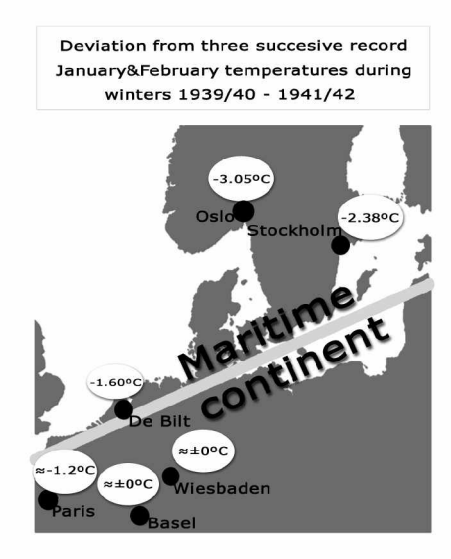 Deviation from three succesive record
January&February temperatures during
winters 1939/40 - 1941/42
-3.05ºC
Oslo
-2.38ºC
Stockholm
Maritime
continent
-1.60ºC
De Bilt
≈±0ºC
Wiesbaden
≈-1.2ºC
Paris
≈±0ºC
Basel